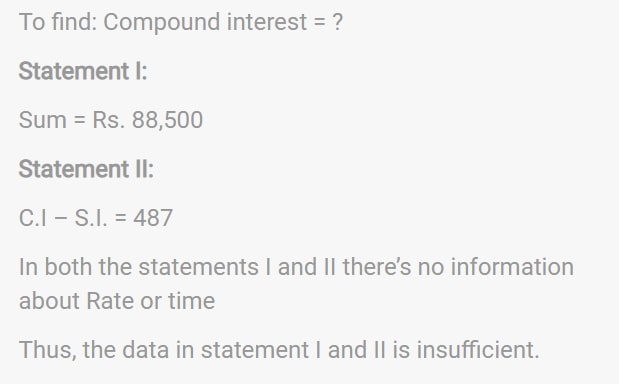 To find: Compound interest = ?
Statement I:
Sum = Rs. 88,500
Statement II:
C.I – S.I. = 487
In both the statements I and II there’s no information
about Rate or time
Thus, the data in statement I and II is insufficient.